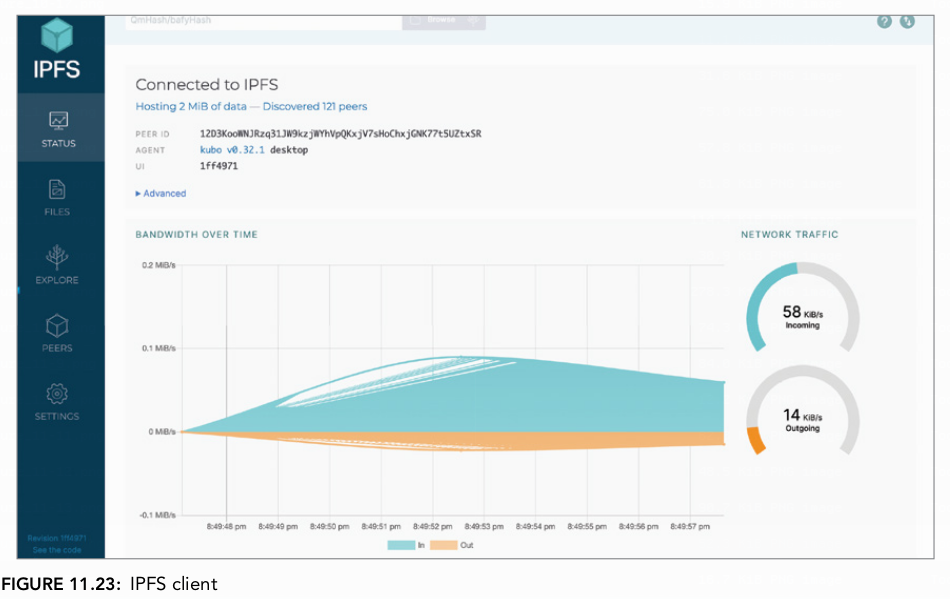 QmHash/bafyHash
Browse
IPFS
STATUS
FILES
EXPLORE
PEERS
SETTINGS
Revision 1ff4971
See the code
Connected to IPFS
Hosting 2 MiB of data — Discovered 121 peers
PEER ID 12D3KooWNJRzq31JW9kzjWYhVpQKxjV7sHoChxjGNK77t5UZtxSR
AGENT kubo v0.32.1 desktop
UI 1ff4971
▸ Advanced
BANDWIDTH OVER TIME
0.2 MiB/s
0.1 MiB/s
0 MiB/s
-0.1 MiB/s
8:49:48 pm 8:49:49 pm 8:49:50 pm 8:49:51 pm 8:49:52 pm 8:49:53 pm 8:49:54 pm 8:49:55 pm 8:49:56 pm 8:49:57 pm
In Out
NETWORK TRAFFIC
58 KiB/s
Incoming
14 KiB/s
Outgoing
FIGURE 11.23: IPFS client